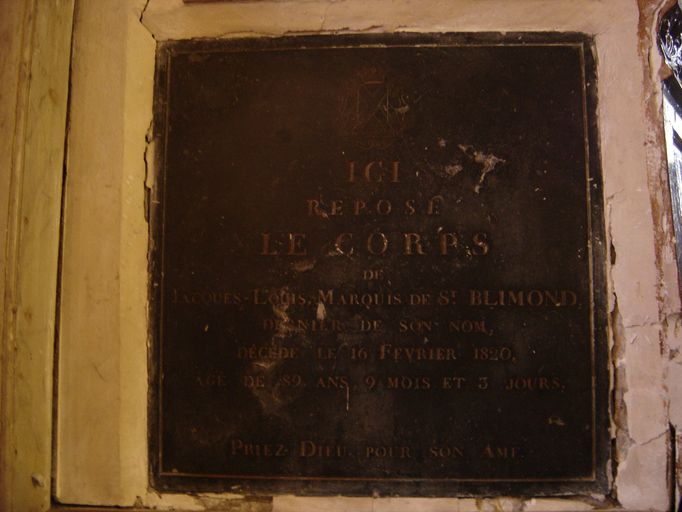 ICI
REPOSE
LE CORPS
DE
JACQUES-LOUIS, MARQUIS DE ST. BLIMOND,
DERNIER DE SON NOM,
DÉCÉDÉ LE 16 FÉVRIER 1820,
AGÉ DE 89 ANS, 9 MOIS ET 3 JOURS.
PRIEZ DIEU POUR SON AME.